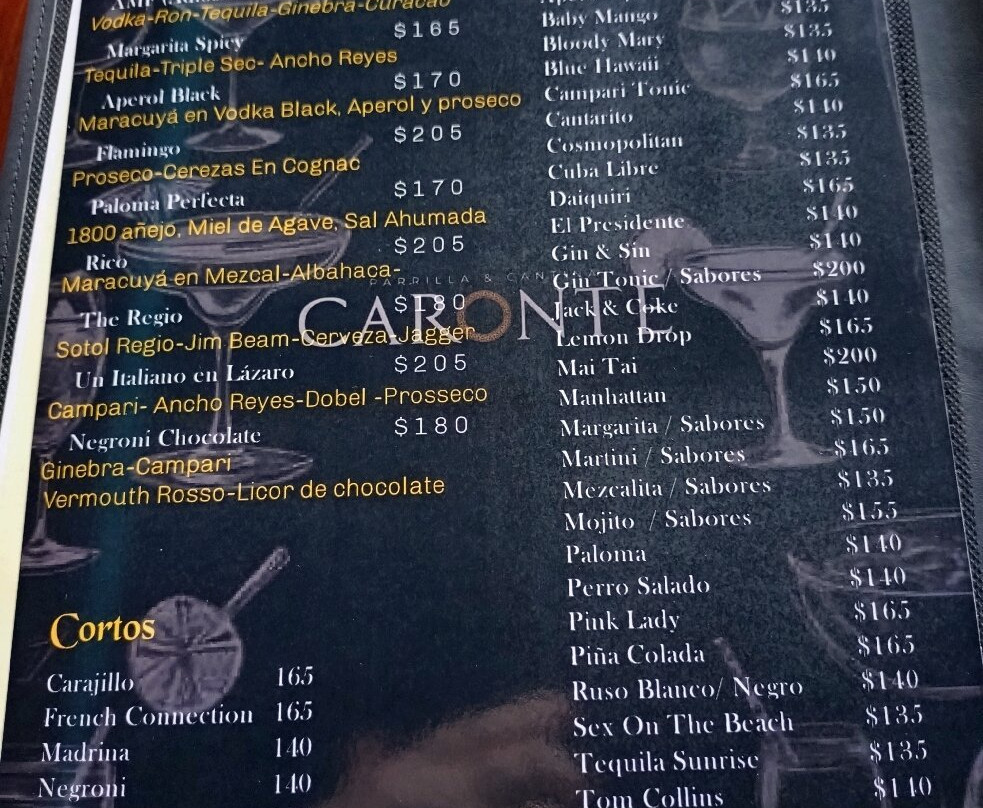 Vodka-Ron-Tequila-Ginebra-Curacao
Margarita Spicy $165
Tequila-Triple Sec- Ancho Reyes
Aperol Black $170
Maracuyá en Vodka Black, Aperol y proseco
Flamingo $205
Proseco-Cerezas En Cognac
Paloma Perfecta $170
1800 añejo, Miel de Agave, Sal Ahumada
Rico $205
Maracuyá en Mezcal-Albahaca-
The Regio $180
Sotol Regio-Jim Beam-Cerveza-Jagger
Un Italiano en Lázaro $205
Campari- Ancho Reyes-Dobel -Prosseco
Negroni Chocolate $180
Ginebra-Campari
Vermouth Rosso-Licor de chocolate
Cortos
Carajillo 165
French Connection 165
Madrina 140
Negroni 140
PARRILLA & CANTINA
CARONTE
Baby Mango $135
Bloody Mary $135
Blue Hawaii $140
Campari Tonic $165
Cantarito $140
Cosmopolitan $135
Cuba Libre $135
Daiquiri $165
El Presidente $140
Gin & Sin $140
Gin Tonic / Sabores $200
Jack & Coke $140
Lemon Drop $165
Mai Tai $200
Manhattan $150
Margarita / Sabores $150
Martini / Sabores $165
Mezcalita / Sabores $135
Mojito / Sabores $155
Paloma $140
Perro Salado $140
Pink Lady $165
Piña Colada $165
Ruso Blanco/ Negro $140
Sex On The Beach $135
Tequila Sunrise $135
Tom Collins $140